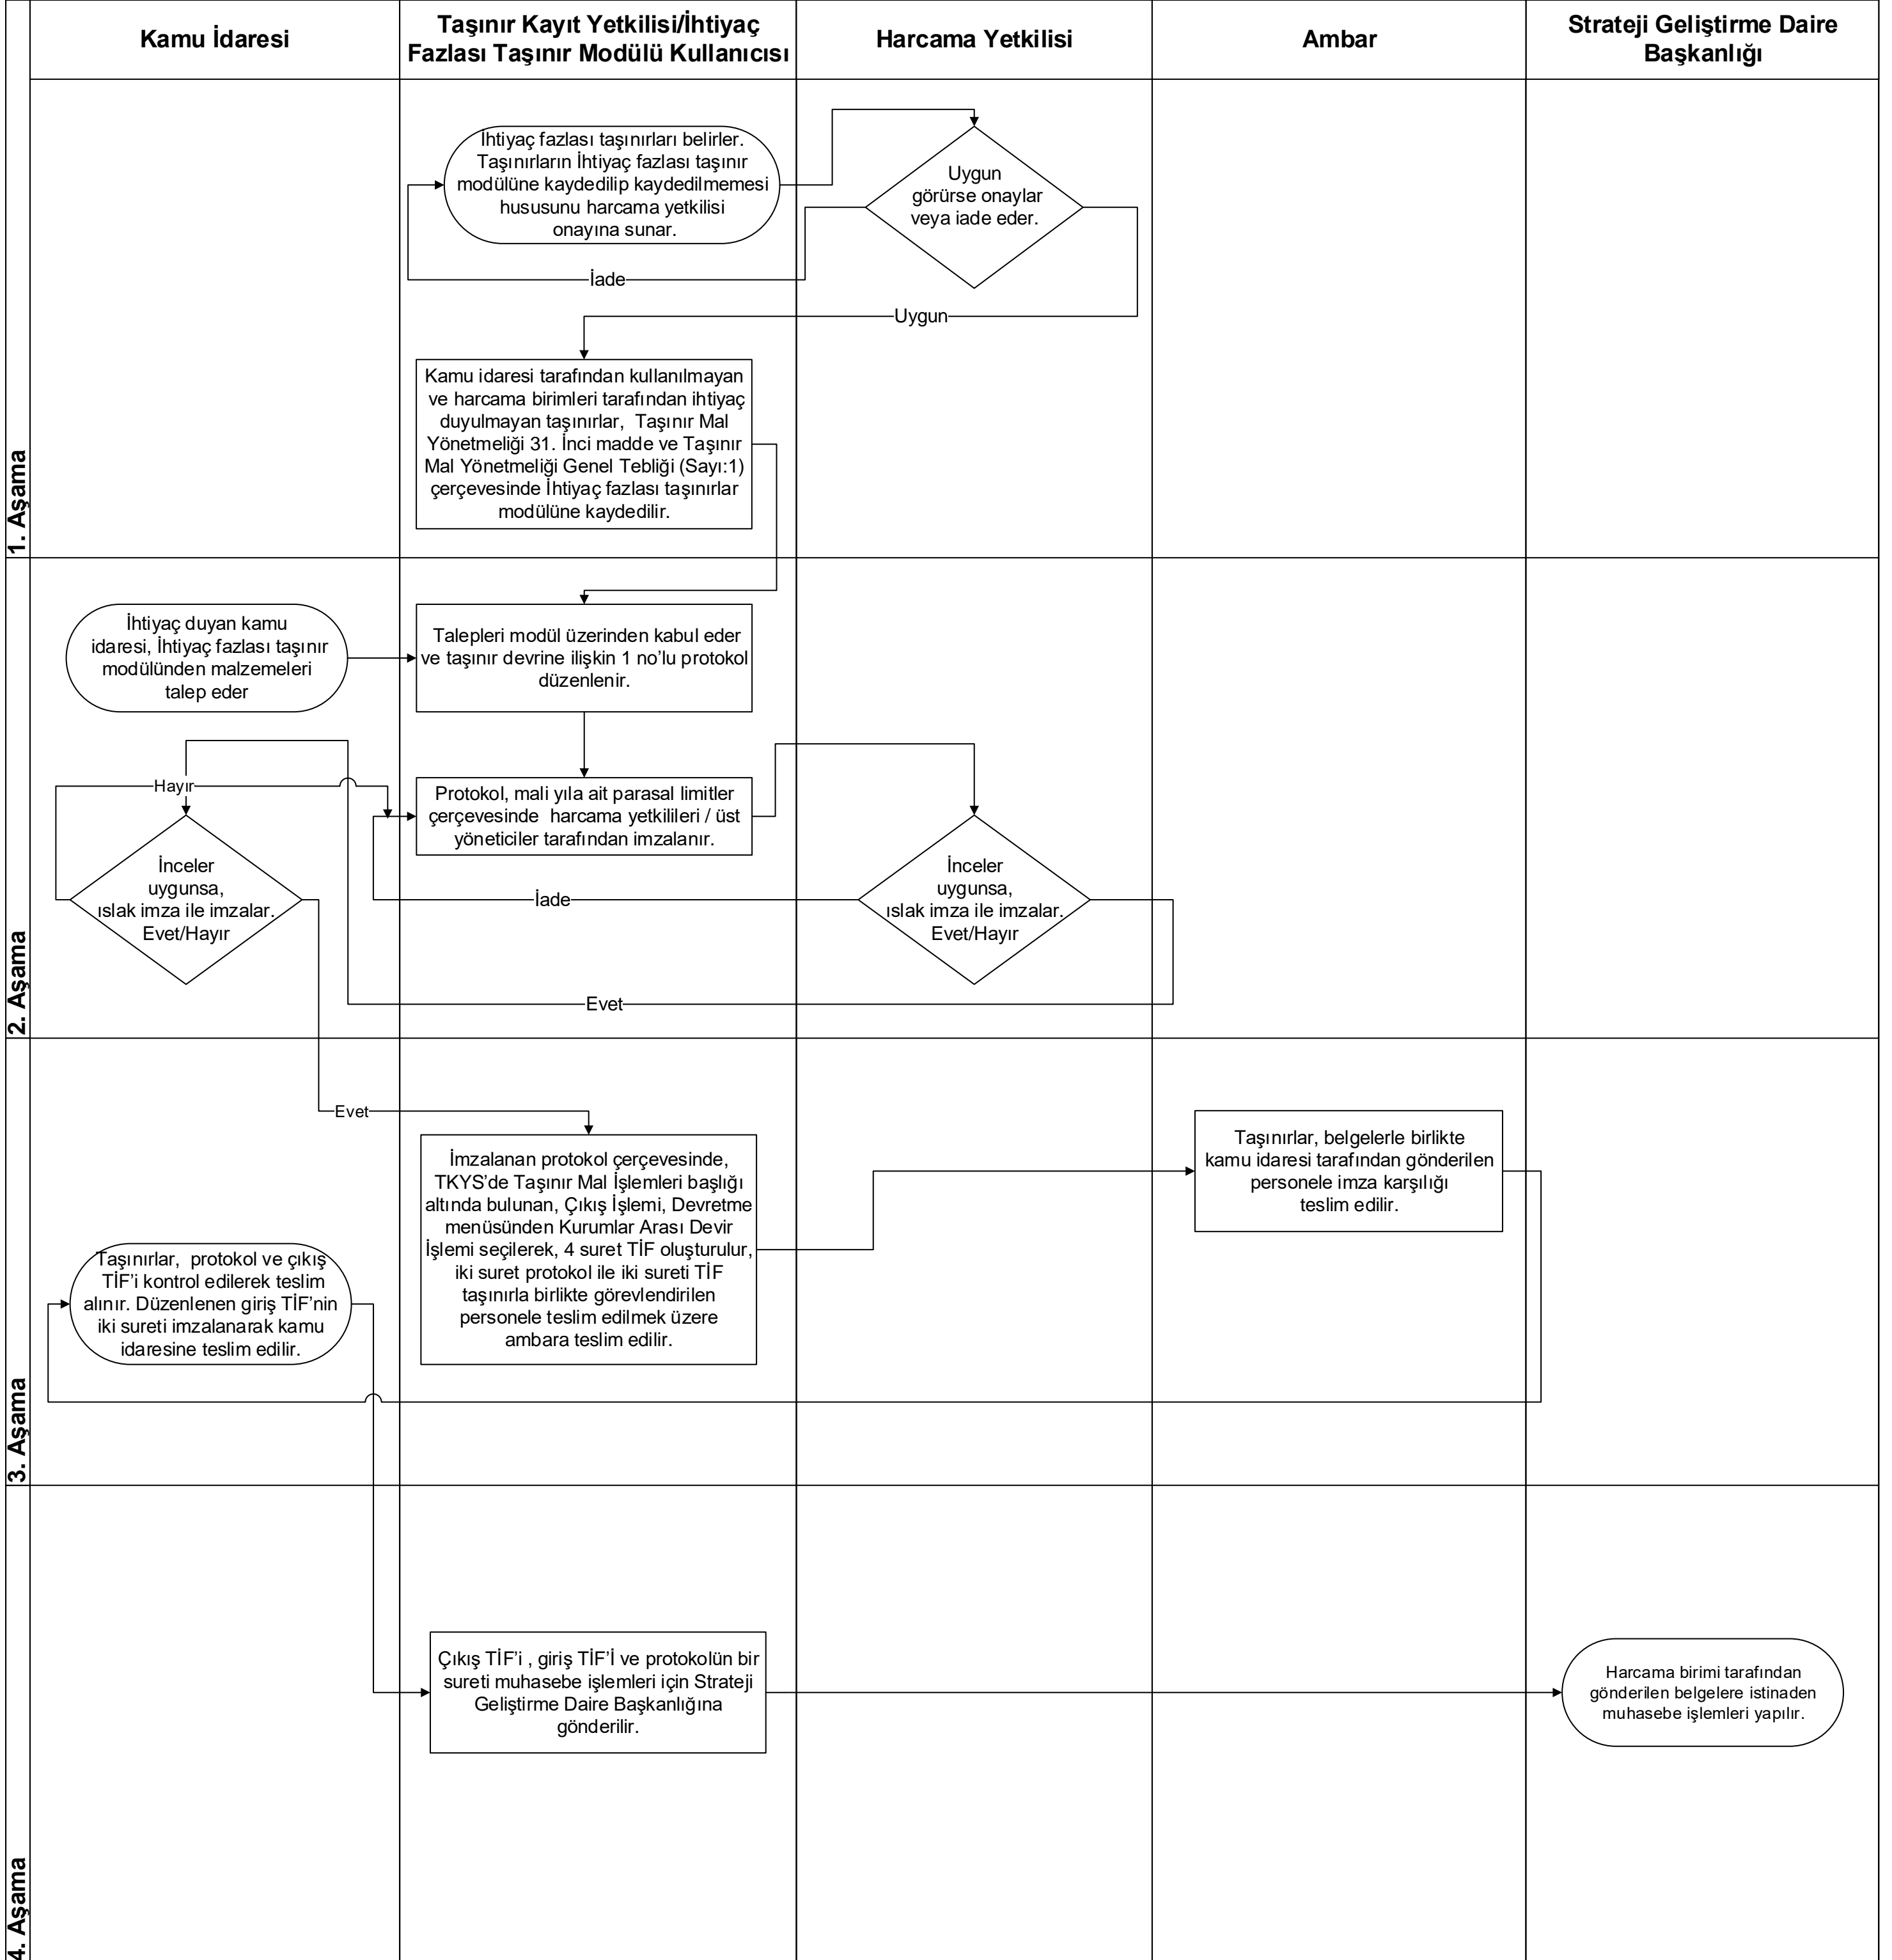 Kamu İdaresi
Taşınır Kayıt Yetkilisi/İhtiyaç
Fazlası Taşınır Modülü Kullanıcısı
Harcama Yetkilisi
Ambar
Strateji Geliştirme Daire
Başkanlığı
1. Aşama
İhtiyaç fazlası taşınırları belirler.
Taşınırların İhtiyaç fazlası taşınır
modülüne kaydedilip kaydedilmemesi
hususunu harcama yetkilisi
onayına sunar.
Uygun
görürse onaylar
veya iade eder.
İade
Uygun
Kamu idaresi tarafından kullanılmayan
ve harcama birimleri tarafından ihtiyaç
duyulmayan taşınırlar, Taşınır Mal
Yönetmeliği 31. İnci madde ve Taşınır
Mal Yönetmeliği Genel Tebliği (Sayı:1)
çerçevesinde İhtiyaç fazlası taşınırlar
modülüne kaydedilir.
2. Aşama
İhtiyaç duyan kamu
idaresi, İhtiyaç fazlası taşınır
modülünden malzemeleri
talep eder
Talepleri modül üzerinden kabul eder
ve taşınır devrine ilişkin 1 no’lu protokol
düzenlenir.
Hayır
Protokol, mali yıla ait parasal limitler
çerçevesinde harcama yetkilileri / üst
yöneticiler tarafından imzalanır.
İnceler
uygunsa,
ıslak imza ile imzalar.
Evet/Hayır
İade
İnceler
uygunsa,
ıslak imza ile imzalar.
Evet/Hayır
Evet
3. Aşama
Evet
İmzalanan protokol çerçevesinde,
TKYS’de Taşınır Mal İşlemleri başlığı
altında bulunan, Çıkış İşlemi, Devretme
menüsünden Kurumlar Arası Devir
İşlemi seçilerek, 4 suret TİF oluşturulur,
iki suret protokol ile iki sureti TİF
taşınırla birlikte görevlendirilen
personele teslim edilmek üzere
ambara teslim edilir.
Taşınırlar, belgelerle birlikte
kamu idaresi tarafından gönderilen
personele imza karşılığı
teslim edilir.
Taşınırlar, protokol ve çıkış
TİF’i kontrol edilerek teslim
alınır. Düzenlenen giriş TİF’nin
iki sureti imzalanarak kamu
idaresine teslim edilir.
4. Aşama
Çıkış TİF’i , giriş TİF’İ ve protokolün bir
sureti muhasebe işlemleri için Strateji
Geliştirme Daire Başkanlığına
gönderilir.
Harcama birimi tarafından
gönderilen belgelere istinaden
muhasebe işlemleri yapılır.